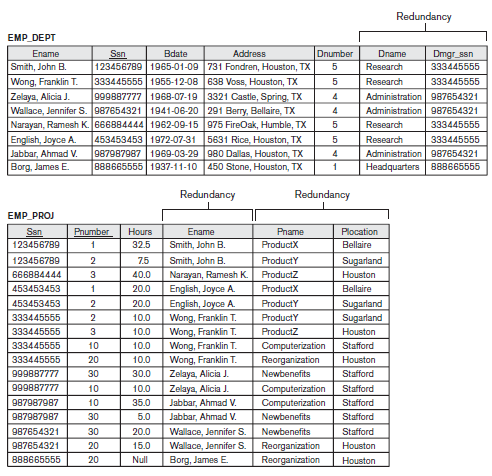 Redundancy
EMP_DEPT
Ename Ssn Bdate Address Dnumber Dname Dmgr_ssn
Smith, John B. 123456789 1965-01-09 731 Fondren, Houston, TX 5 Research 333445555
Wong, Franklin T. 333445555 1955-12-08 638 Voss, Houston, TX 5 Research 333445555
Zelaya, Alicia J. 999887777 1968-07-19 3321 Castle, Spring, TX 4 Administration 987654321
Wallace, Jennifer S. 987654321 1941-06-20 291 Berry, Bellaire, TX 4 Administration 987654321
Narayan, Ramesh K. 666884444 1962-09-15 975 FireOak, Humble, TX 5 Research 333445555
English, Joyce A. 453453453 1972-07-31 5631 Rice, Houston, TX 5 Research 333445555
Jabbar, Ahmad V. 987987987 1969-03-29 980 Dallas, Houston, TX 4 Administration 987654321
Borg, James E. 888665555 1937-11-10 450 Stone, Houston, TX 1 Headquarters 888665555
Redundancy Redundancy
EMP_PROJ
Ssn Pnumber Hours Ename Pname Plocation
123456789 1 32.5 Smith, John B. ProductX Bellaire
123456789 2 7.5 Smith, John B. ProductY Sugarland
666884444 3 40.0 Narayan, Ramesh K. ProductZ Houston
453453453 1 20.0 English, Joyce A. ProductX Bellaire
453453453 2 20.0 English, Joyce A. ProductY Sugarland
333445555 2 10.0 Wong, Franklin T. ProductY Sugarland
333445555 3 10.0 Wong, Franklin T. ProductZ Houston
333445555 10 10.0 Wong, Franklin T. Computerization Stafford
333445555 20 10.0 Wong, Franklin T. Reorganization Houston
999887777 30 30.0 Zelaya, Alicia J. Newbenefits Stafford
999887777 10 10.0 Zelaya, Alicia J. Computerization Stafford
987987987 10 35.0 Jabbar, Ahmad V. Computerization Stafford
987987987 30 5.0 Jabbar, Ahmad V. Newbenefits Stafford
987654321 30 20.0 Wallace, Jennifer S. Newbenefits Stafford
987654321 20 15.0 Wallace, Jennifer S. Reorganization Houston
888665555 20 Null Borg, James E. Reorganization Houston